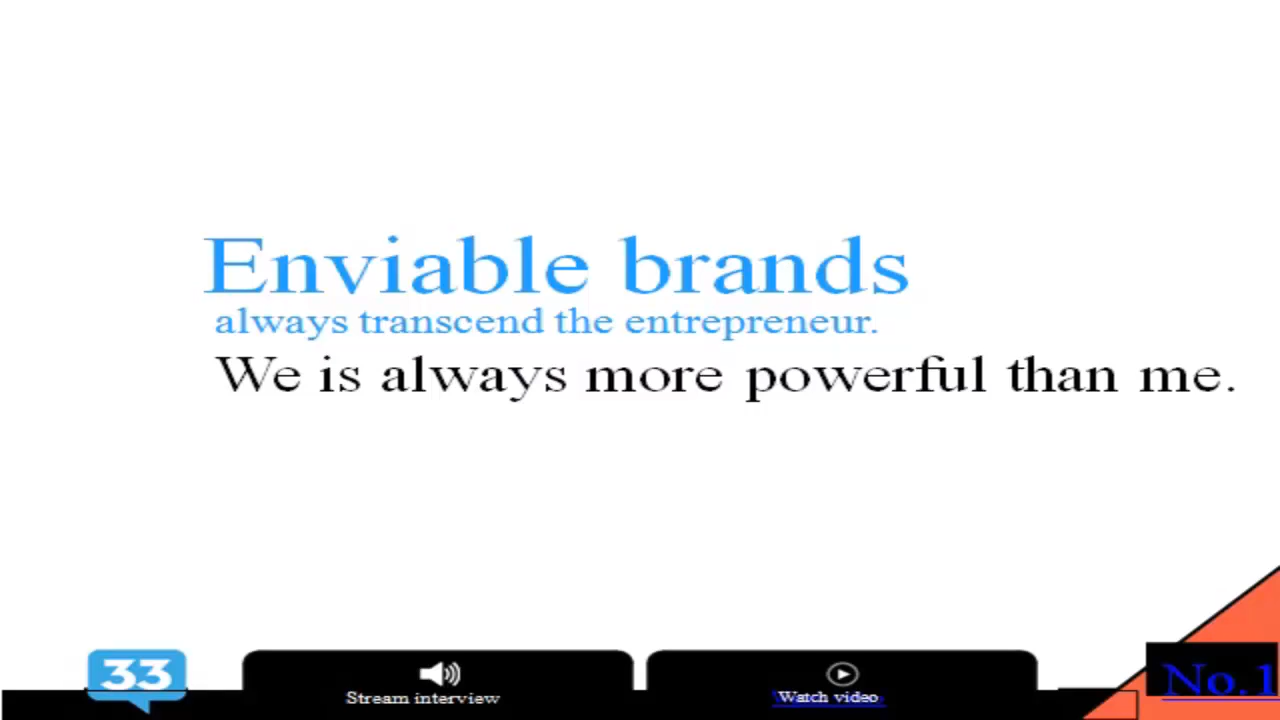 Enviable brands
always transcend the entrepreneur.
We is always more powerful than me.
33
Stream interview
Watch video
No.1